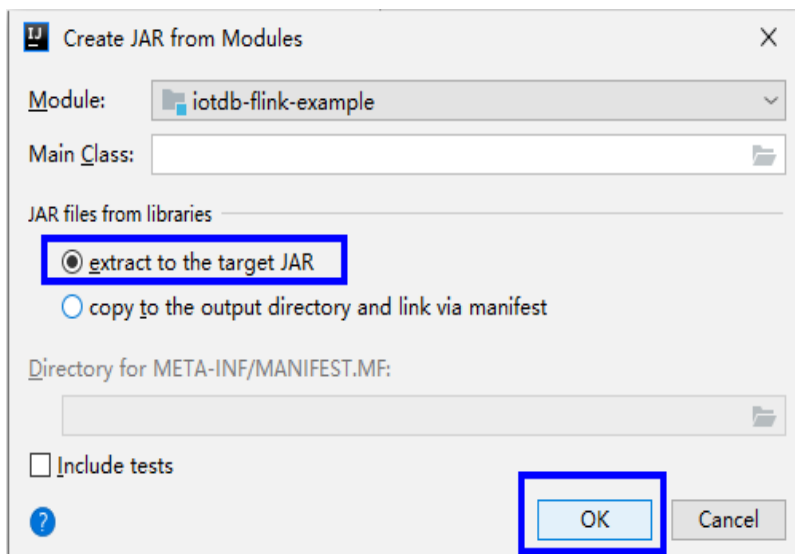 IJ Create JAR from Modules
Module: iotdb-flink-example
Main Class:
JAR files from libraries
extract to the target JAR
copy to the output directory and link via manifest
Directory for META-INF/MANIFEST.MF:
Include tests
? OK Cancel